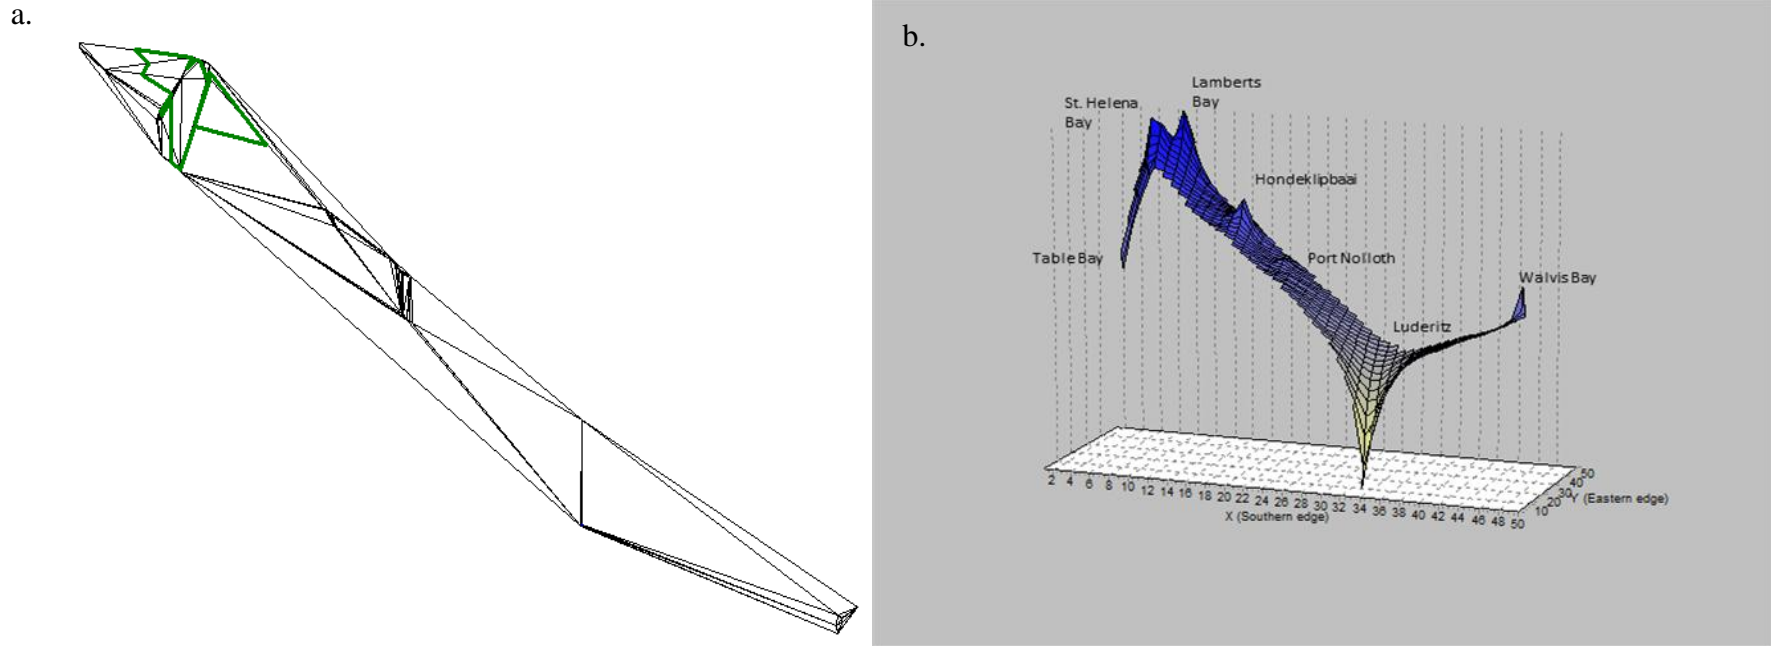 a.
b.
Lamberts
Bay
St. Helena
Bay
Hondeklipbaai
Table Bay
Port Nolloth
Walvis Bay
Luderitz
2 4 6 8 10 12 14 16 18 20 22 24 26 28 30 32 34 36 38 40 42 44 46 48 50
X (Southern edge)
10 20 30 40 50
Y (Eastern edge)